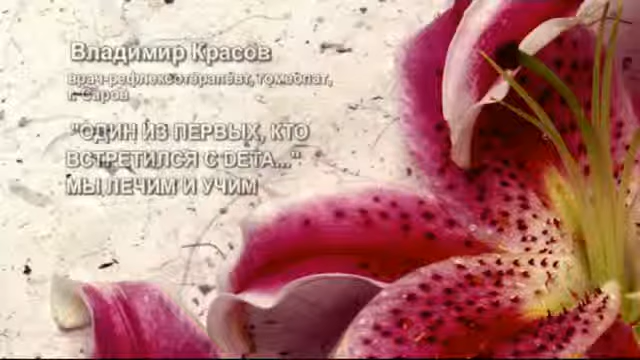 Владимир Красов
врач-рефлексотерапевт, гомеопат,
г. Саров
"ОДИН ИЗ ПЕРВЫХ, КТО
ВСТРЕТИЛСЯ С DETA..."
МЫ ЛЕЧИМ И УЧИМ